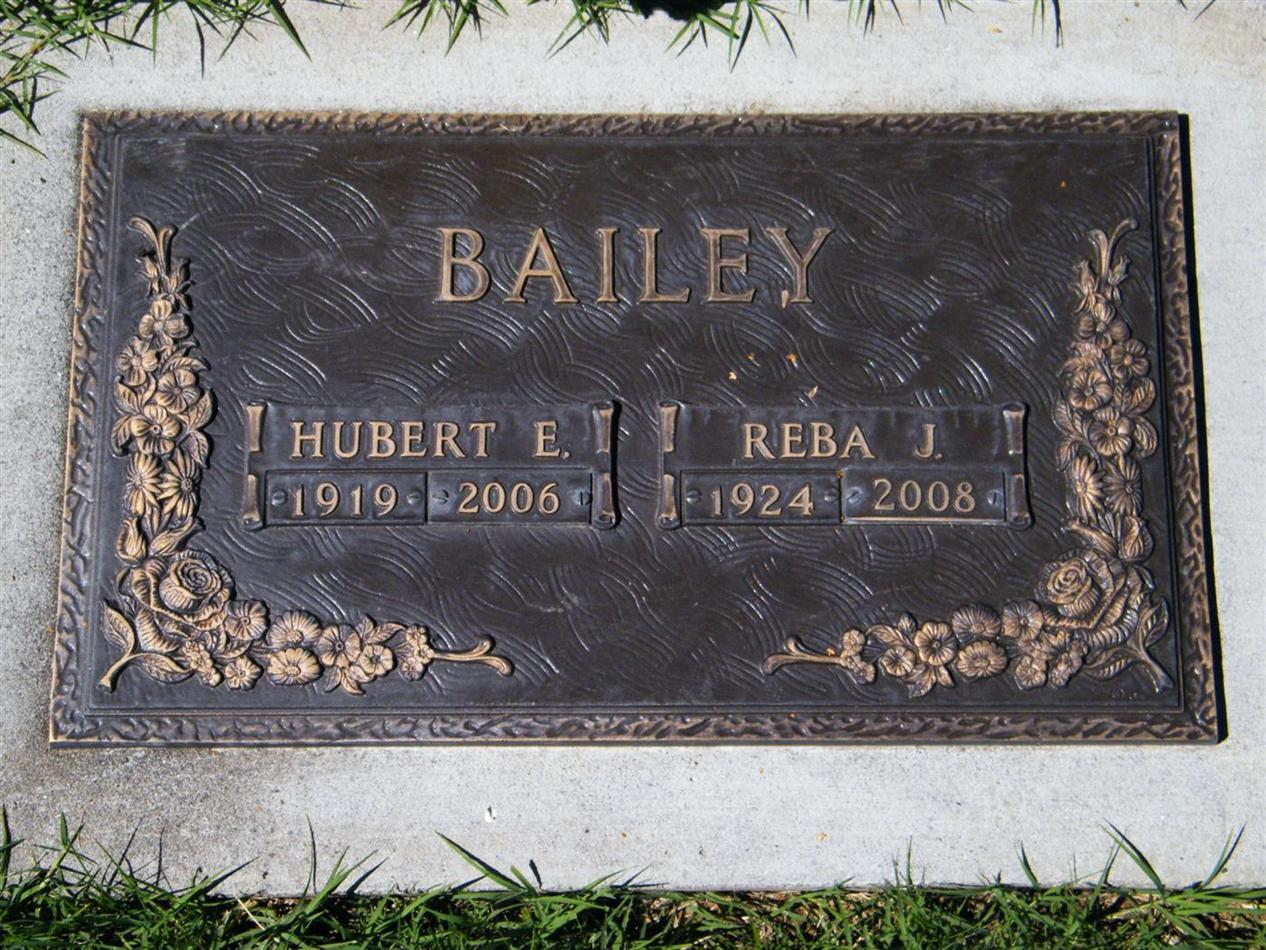 BAILEY
HUBERT E. REBA J.
1919 2006 1924 2008